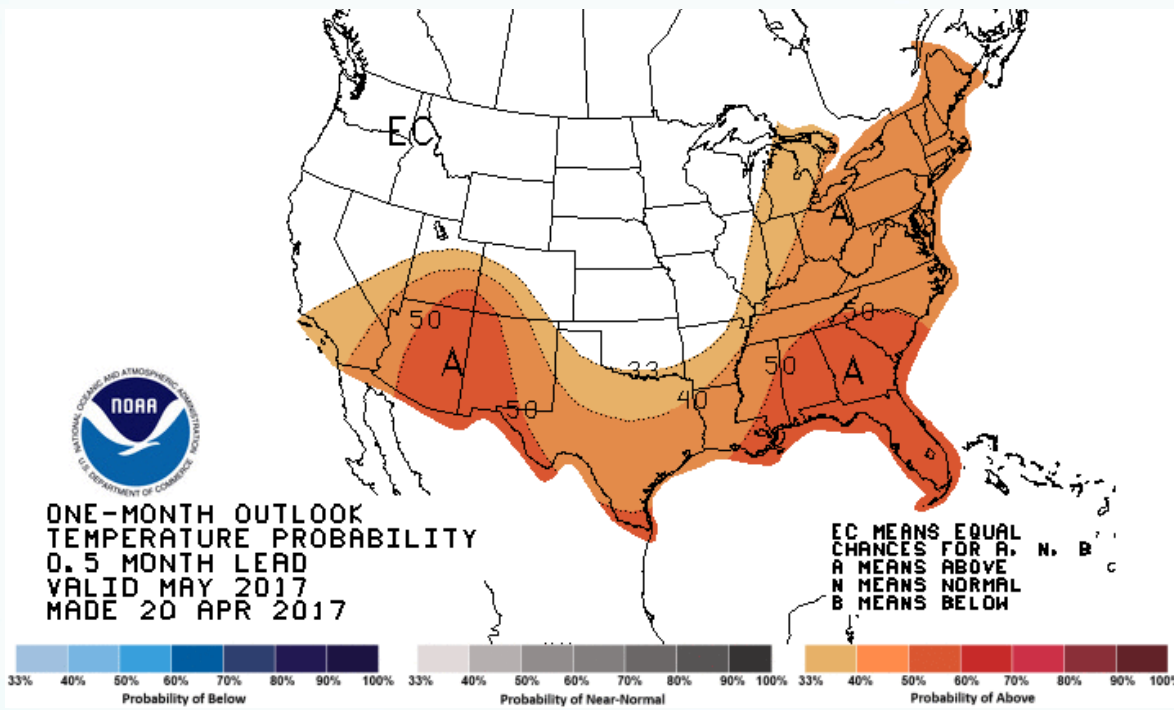 EC
A
50
50
A
50
33
50
A
40
50
NATIONAL OCEANIC AND ATMOSPHERIC ADMINISTRATION
NOAA
U.S. DEPARTMENT OF COMMERCE
ONE-MONTH OUTLOOK
TEMPERATURE PROBABILITY
0.5 MONTH LEAD
VALID MAY 2017
MADE 20 APR 2017
EC MEANS EQUAL
CHANCES FOR A, N, B
A MEANS ABOVE
N MEANS NORMAL
B MEANS BELOW
33% 40% 50% 60% 70% 80% 90% 100%
Probability of Below
33% 40% 50% 60% 70% 80% 90% 100%
Probability of Near-Normal
33% 40% 50% 60% 70% 80% 90% 100%
Probability of Above